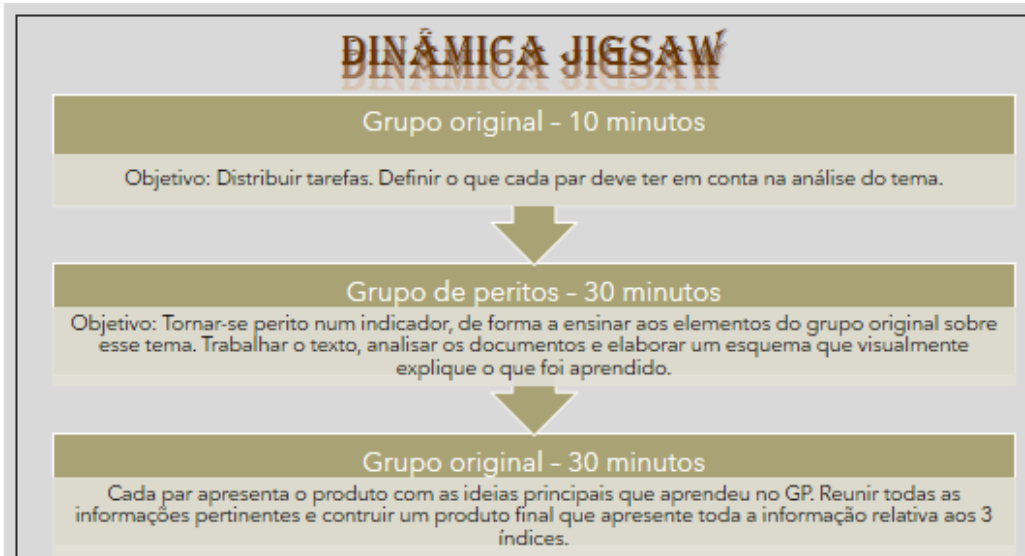 DINÂMICA JIGSAW
Grupo original – 10 minutos
Objetivo: Distribuir tarefas. Definir o que cada par deve ter em conta na análise do tema.
Grupo de peritos – 30 minutos
Objetivo: Tornar-se perito num indicador, de forma a ensinar aos elementos do grupo original sobre
esse tema. Trabalhar o texto, analisar os documentos e elaborar um esquema que visualmente
explique o que foi aprendido.
Grupo original – 30 minutos
Cada par apresenta o produto com as ideias principais que aprendeu no GP. Reunir todas as
informações pertinentes e contruir um produto final que apresente toda a informação relativa aos 3
índices.